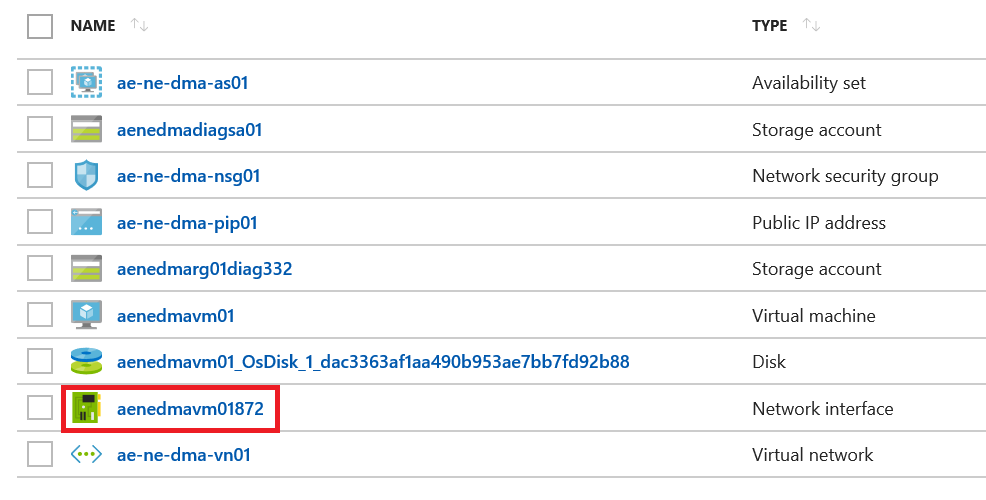 NAME TYPE
ae-ne-dma-as01 Availability set
aenedmadiagsa01 Storage account
ae-ne-dma-nsg01 Network security group
ae-ne-dma-pip01 Public IP address
aenedmarg01diag332 Storage account
aenedmavm01 Virtual machine
aenedmavm01_OsDisk_1_dac3363af1aa490b953ae7bb7fd92b88 Disk
aenedmavm01872 Network interface
ae-ne-dma-vn01 Virtual network